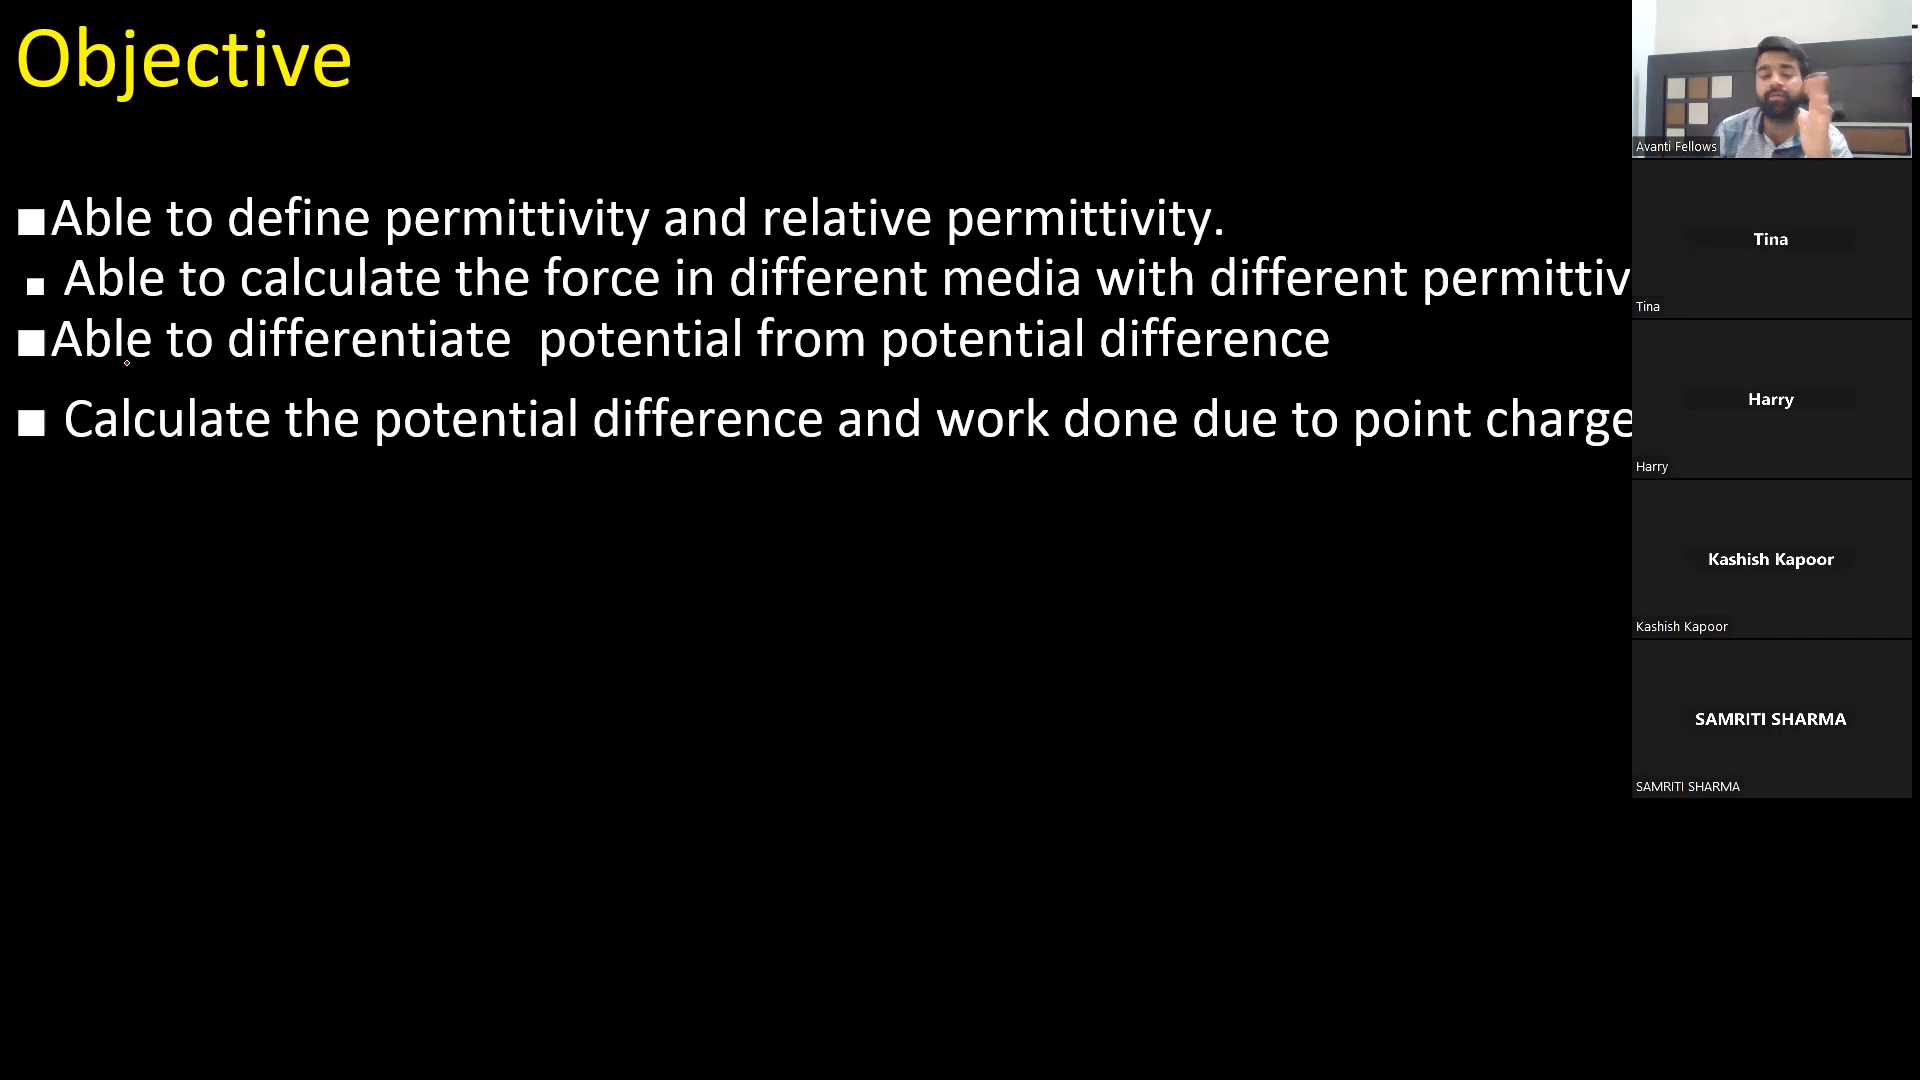 Objective
■Able to define permittivity and relative permittivity.
▪ Able to calculate the force in different media with different permittiv
■Able to differentiate  potential from potential difference
■ Calculate the potential difference and work done due to point charge
Avanti Fellows
Tina
Tina
Harry
Harry
Kashish Kapoor
Kashish Kapoor
SAMRITI SHARMA
SAMRITI SHARMA